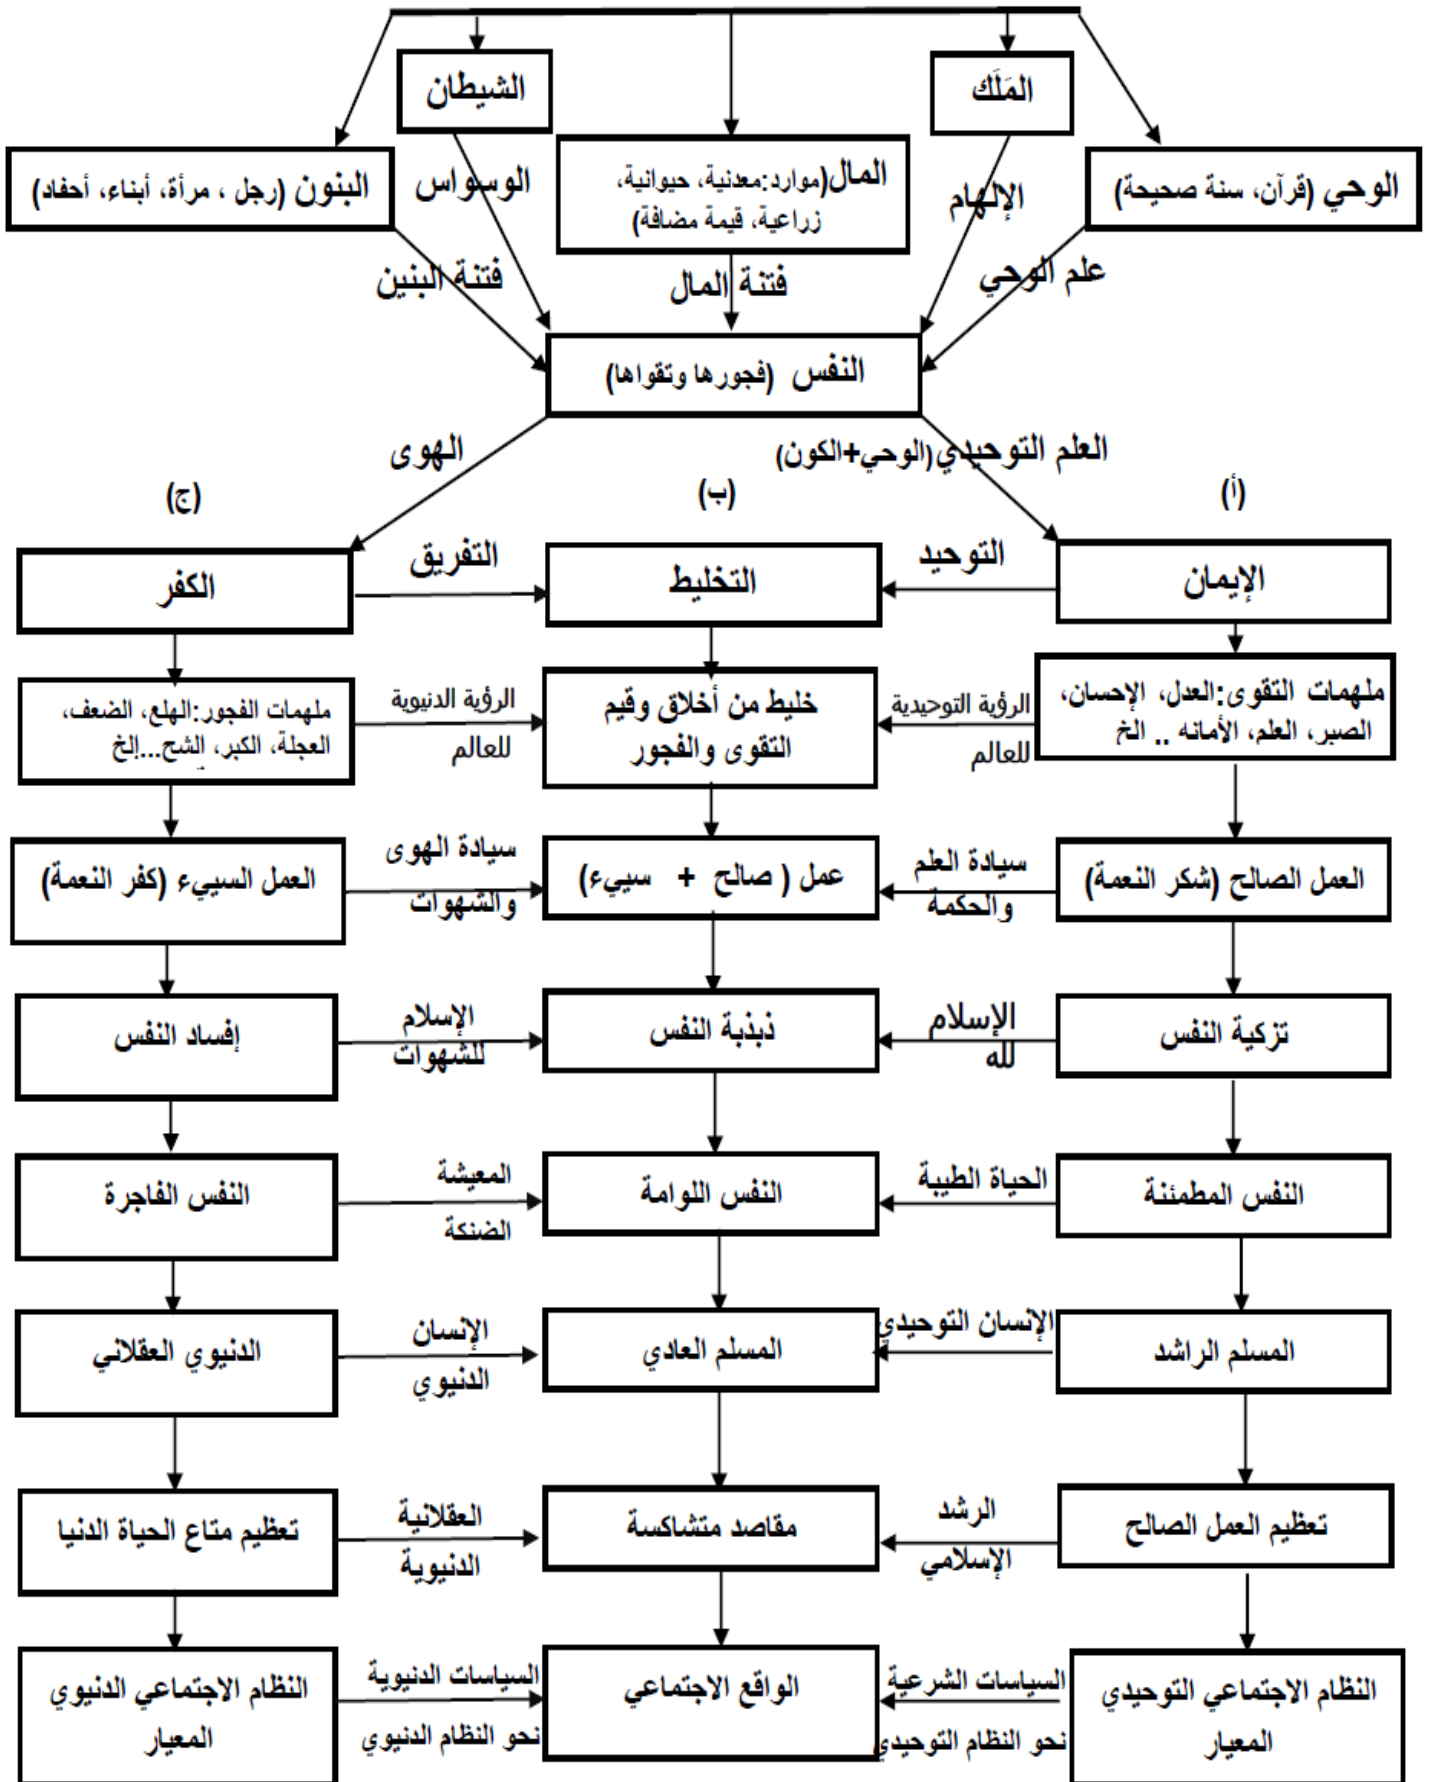 الشيطان
المَلَك
البنون (رجل ، مرأة، أبناء، أحفاد)
الوسواس
المال(موارد:معدنية، حيوانية،
زراعية، قيمة مضافة)
الإلهام
الوحي (قرآن، سنة صحيحة)
فتنة البنين
فتنة المال
علم الوحي
النفس (فجورها وتقواها)
الهوى
العلم التوحيدي(الوحي+الكون)
(أ)
(ب)
(ج)
الإيمان
التوحيد
التخليط
التفريق
الكفر
ملهمات التقوى:العدل، الإحسان،
الصبر، العلم، الأمانه .. الخ
الرؤية التوحيدية
للعالم
خليط من أخلاق وقيم
التقوى والفجور
الرؤية الدنيوية
للعالم
ملهمات الفجور:الهلع، الضعف،
العجلة، الكبر، الشح...إلخ
العمل الصالح (شكر النعمة)
سيادة العلم
والحكمة
عمل ( صالح + سييء)
سيادة الهوى
والشهوات
العمل السييء (كفر النعمة)
تزكية النفس
الإسلام
لله
ذبذبة النفس
الإسلام
للشهوات
إفساد النفس
النفس المطمئنة
الحياة الطيبة
النفس اللوامة
المعيشة
الضنكة
النفس الفاجرة
المسلم الراشد
الإنسان التوحيدي
المسلم العادي
الإنسان
الدنيوي
الدنيوي العقلاني
تعظيم العمل الصالح
الرشد
الإسلامي
مقاصد متشاكسة
العقلانية
الدنيوية
تعظيم متاع الحياة الدنيا
النظام الاجتماعي التوحيدي
المعيار
السياسات الشرعية
نحو النظام التوحيدي
الواقع الاجتماعي
السياسات الدنيوية
نحو النظام الدنيوي
النظام الاجتماعي الدنيوي
المعيار